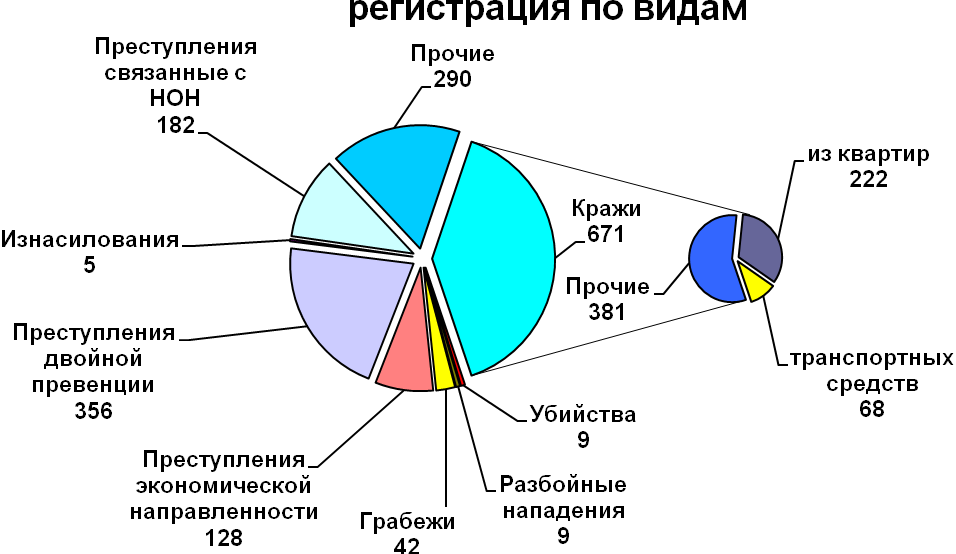 регистрация по видам
Преступления
связанные с
НОН
182
Прочие
290
из квартир
222
Кражи
671
Изнасилования
5
Прочие
381
Преступления
двойной
превенции
356
транспортных
средств
68
Убийства
9
Преступления
экономической
направленности
128
Грабежи
42
Разбойные
нападения
9